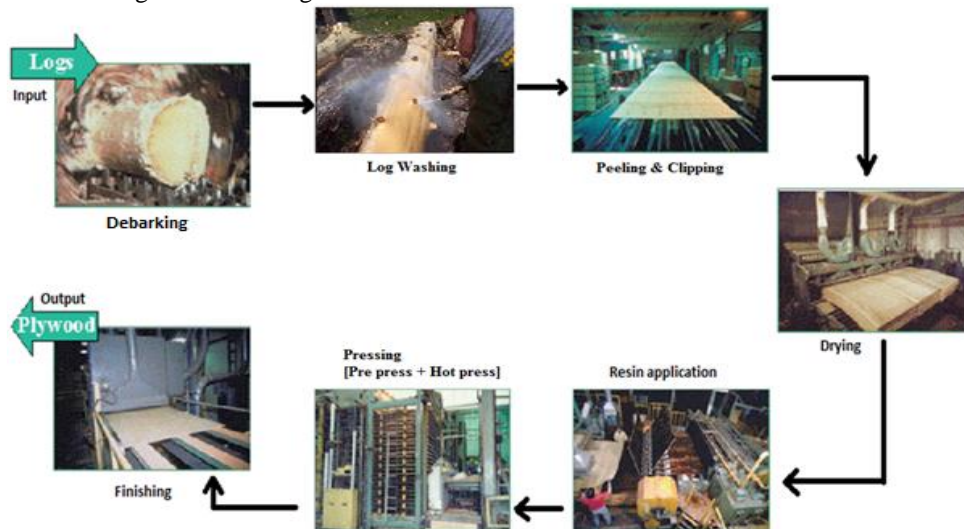 Logs
Input
Debarking
Log Washing
Peeling & Clipping
Drying
Resin application
Pressing
[Pre press + Hot press]
Finishing
Output
Plywood